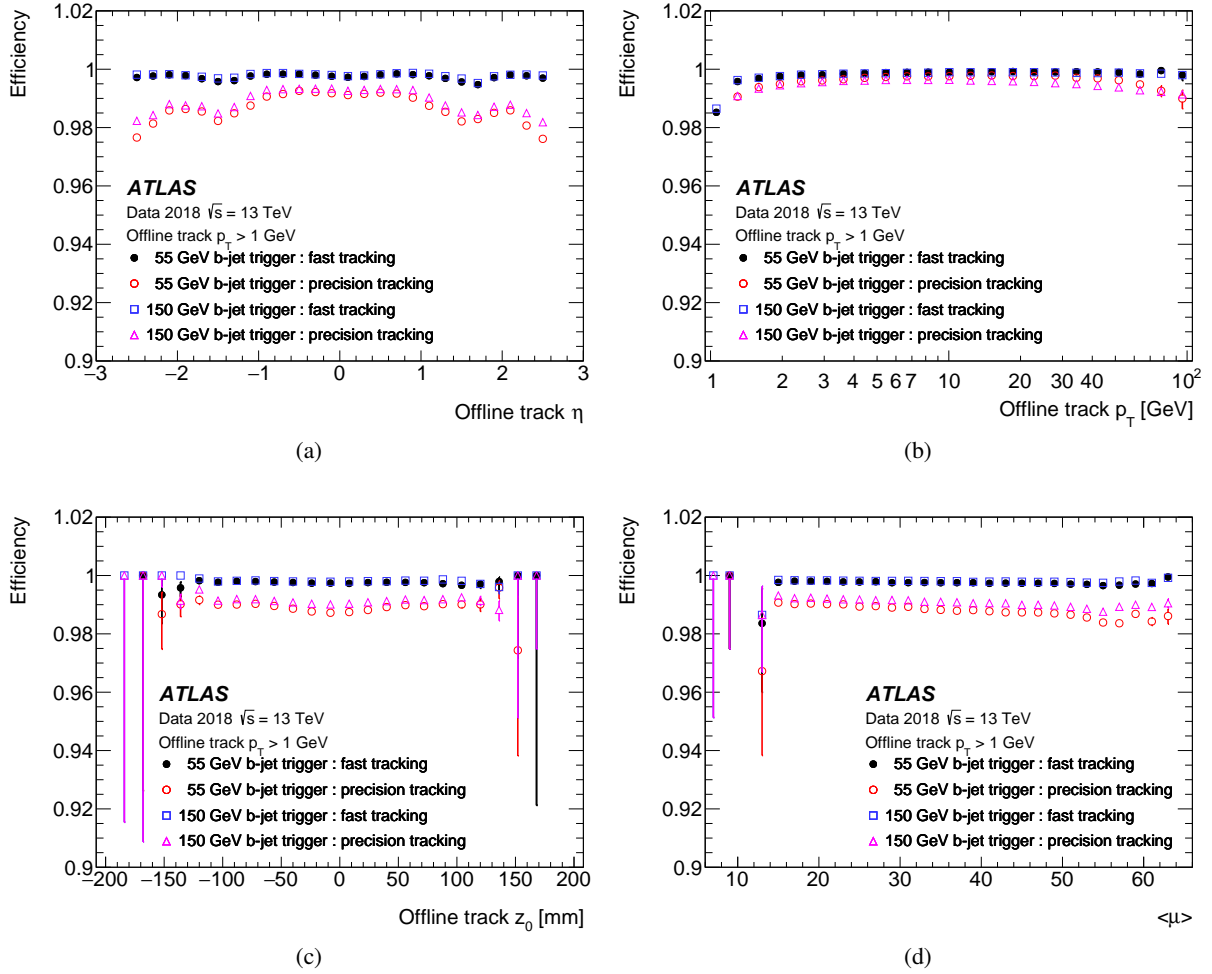 Efficiency
1.02
1
0.98
0.96
0.94
0.92
0.9
ATLAS
Data 2018 √s = 13 TeV
Offline track p_T > 1 GeV
55 GeV b-jet trigger : fast tracking
55 GeV b-jet trigger : precision tracking
150 GeV b-jet trigger : fast tracking
150 GeV b-jet trigger : precision tracking
−3 −2 −1 0 1 2 3
Offline track η
(a)
Efficiency
1.02
1
0.98
0.96
0.94
0.92
0.9
ATLAS
Data 2018 √s = 13 TeV
Offline track p_T > 1 GeV
55 GeV b-jet trigger : fast tracking
55 GeV b-jet trigger : precision tracking
150 GeV b-jet trigger : fast tracking
150 GeV b-jet trigger : precision tracking
1 2 3 4 5 6 7 10 20 30 40 10²
Offline track p_T [GeV]
(b)
Efficiency
1.02
1
0.98
0.96
0.94
0.92
0.9
ATLAS
Data 2018 √s = 13 TeV
Offline track p_T > 1 GeV
55 GeV b-jet trigger : fast tracking
55 GeV b-jet trigger : precision tracking
150 GeV b-jet trigger : fast tracking
150 GeV b-jet trigger : precision tracking
−200 −150 −100 −50 0 50 100 150 200
Offline track z_0 [mm]
(c)
Efficiency
1.02
1
0.98
0.96
0.94
0.92
0.9
ATLAS
Data 2018 √s = 13 TeV
Offline track p_T > 1 GeV
55 GeV b-jet trigger : fast tracking
55 GeV b-jet trigger : precision tracking
150 GeV b-jet trigger : fast tracking
150 GeV b-jet trigger : precision tracking
10 20 30 40 50 60
<μ>
(d)